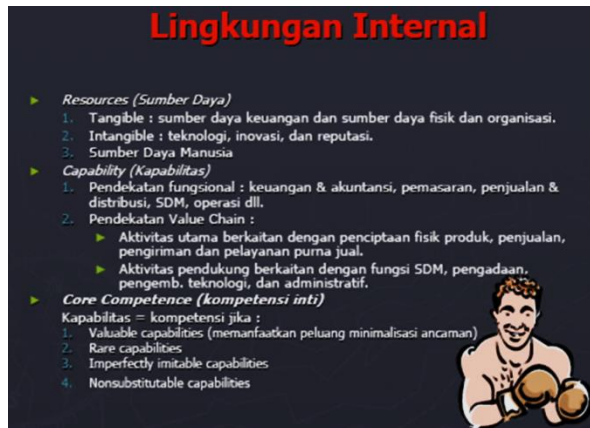 Lingkungan Internal
► Resources (Sumber Daya)
1. Tangible : sumber daya keuangan dan sumber daya fisik dan organisasi.
2. Intangible : teknologi, inovasi, dan reputasi.
3. Sumber Daya Manusia
► Capability (Kapabilitas)
1. Pendekatan fungsional : keuangan & akuntansi, pemasaran, penjualan &
distribusi, SDM, operasi dll.
2. Pendekatan Value Chain :
► Aktivitas utama berkaitan dengan penciptaan fisik produk, penjualan,
pengiriman dan pelayanan purna jual.
► Aktivitas pendukung berkaitan dengan fungsi SDM, pengadaan,
pengemb. teknologi, dan administratif.
► Core Competence (kompetensi inti)
Kapabilitas = kompetensi jika :
1. Valuable capabilities (memanfaatkan peluang minimalisasi ancaman)
2. Rare capabilities
3. Imperfectly imitable capabilities
4. Nonsubstitutable capabilities